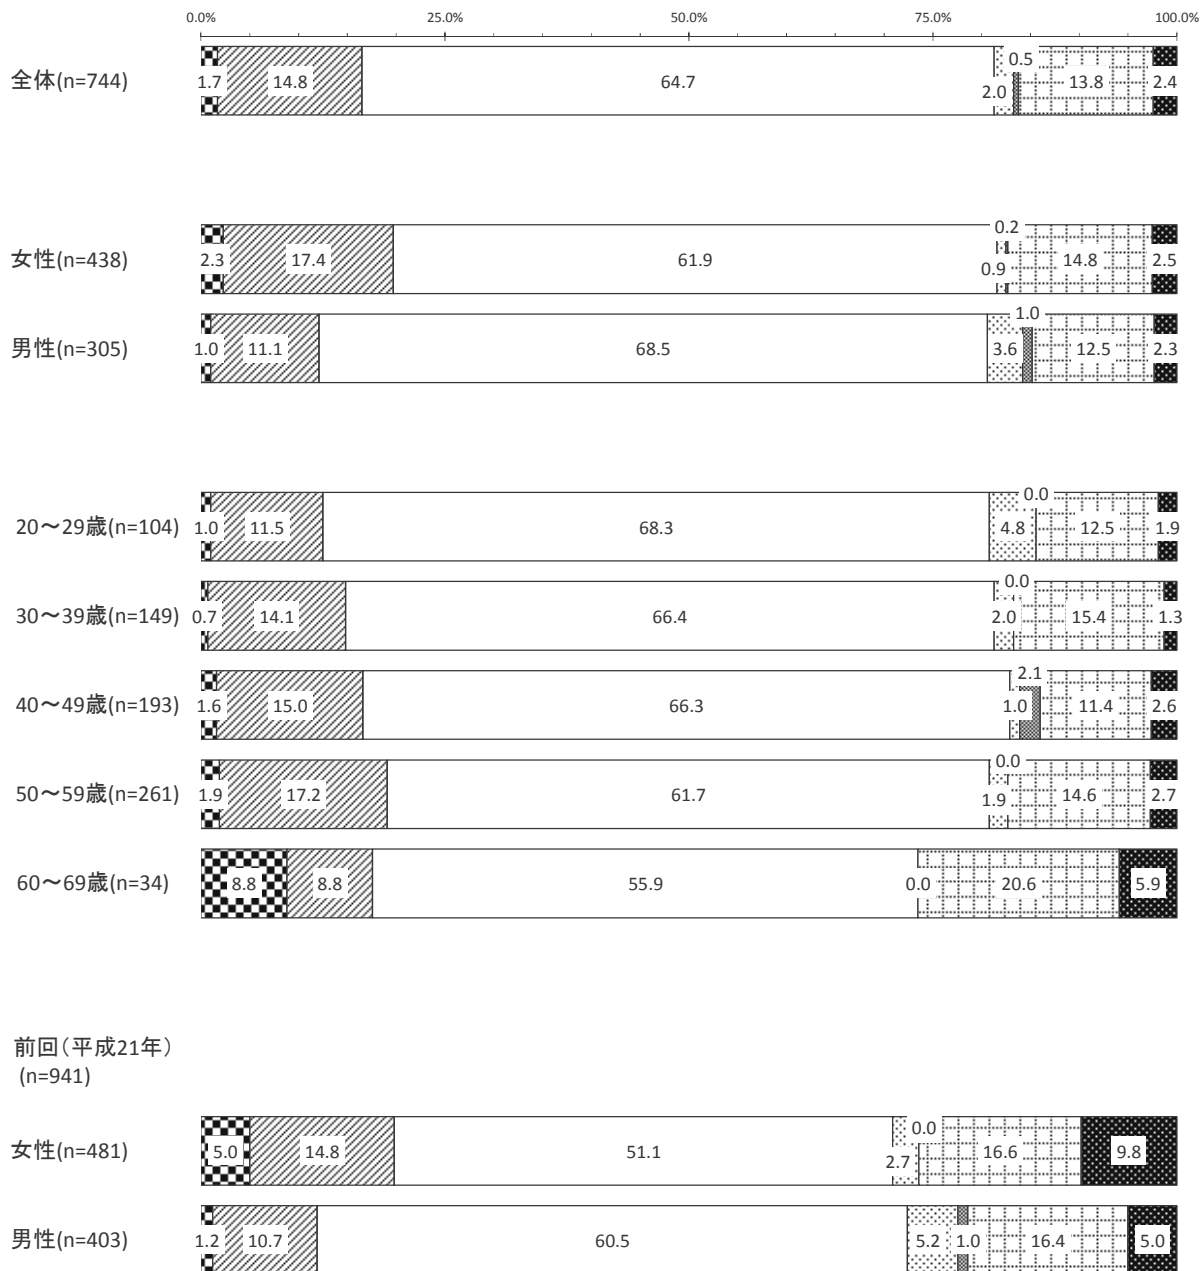 0.0% 25.0% 50.0% 75.0% 100.0%
全体(n=744) 1.7 14.8 64.7 2.0 0.5 13.8 2.4
女性(n=438) 2.3 17.4 61.9 0.9 0.2 14.8 2.5
男性(n=305) 1.0 11.1 68.5 3.6 1.0 12.5 2.3
20～29歳(n=104) 1.0 11.5 68.3 4.8 0.0 12.5 1.9
30～39歳(n=149) 0.7 14.1 66.4 2.0 0.0 15.4 1.3
40～49歳(n=193) 1.6 15.0 66.3 1.0 2.1 11.4 2.6
50～59歳(n=261) 1.9 17.2 61.7 1.9 0.0 14.6 2.7
60～69歳(n=34) 8.8 8.8 55.9 0.0 20.6 5.9
前回（平成21年）
(n=941)
女性(n=481) 5.0 14.8 51.1 2.7 0.0 16.6 9.8
男性(n=403) 1.2 10.7 60.5 5.2 1.0 16.4 5.0